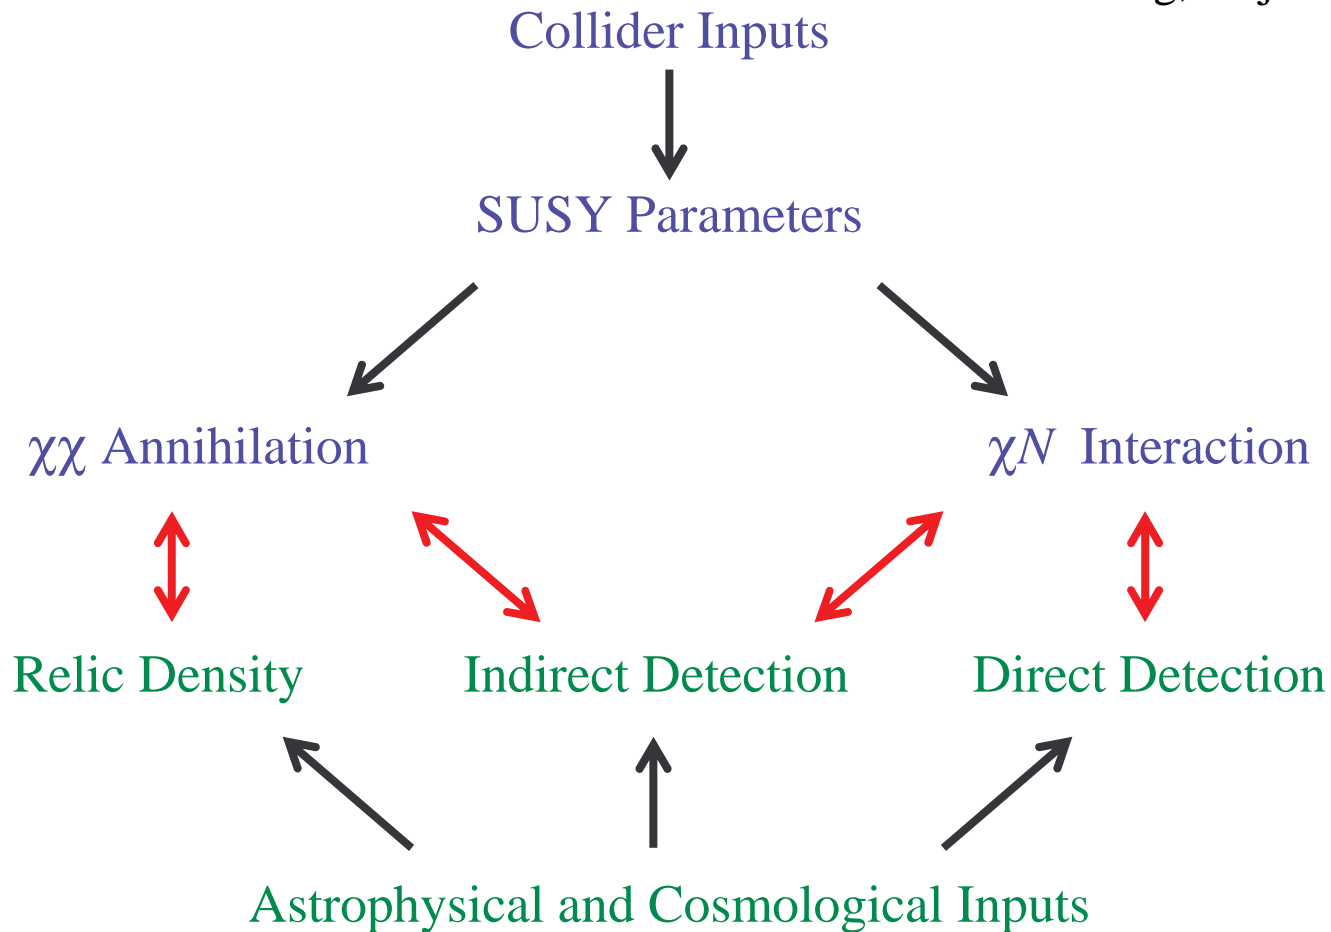 Collider Inputs
SUSY Parameters
χχ Annihilation
χN Interaction
Relic Density
Indirect Detection
Direct Detection
Astrophysical and Cosmological Inputs